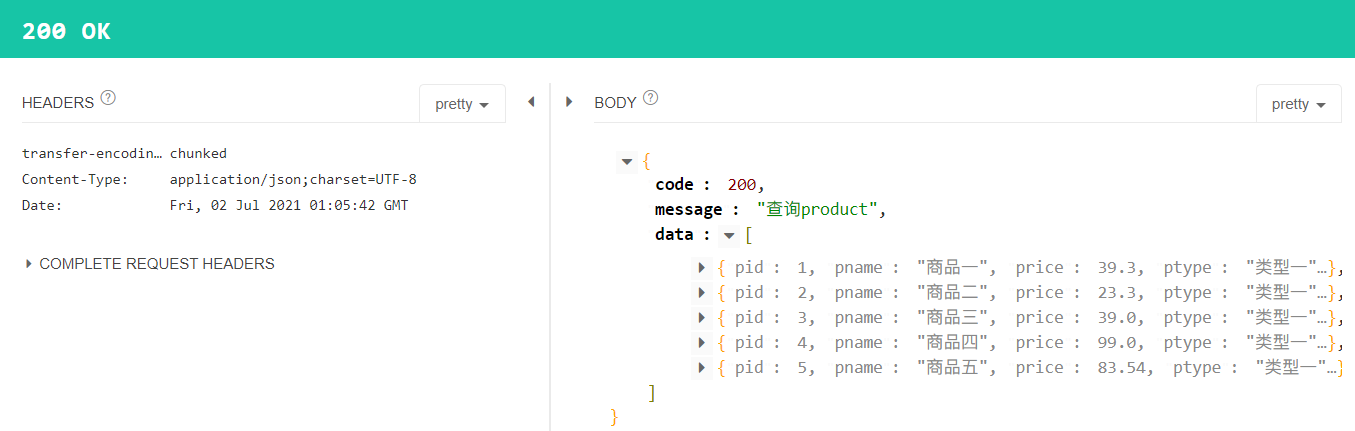 200 OK
HEADERS ?
pretty
transfer-encodin… chunked
Content-Type: application/json;charset=UTF-8
Date: Fri, 02 Jul 2021 01:05:42 GMT
COMPLETE REQUEST HEADERS
BODY ?
pretty
{
code : 200,
message : "查询product",
data : [
{ pid : 1, pname : "商品一", price : 39.3, ptype : "类型一"…},
{ pid : 2, pname : "商品二", price : 23.3, ptype : "类型一"…},
{ pid : 3, pname : "商品三", price : 39.0, ptype : "类型一"…},
{ pid : 4, pname : "商品四", price : 99.0, ptype : "类型一"…},
{ pid : 5, pname : "商品五", price : 83.54, ptype : "类型一"…}
]
}